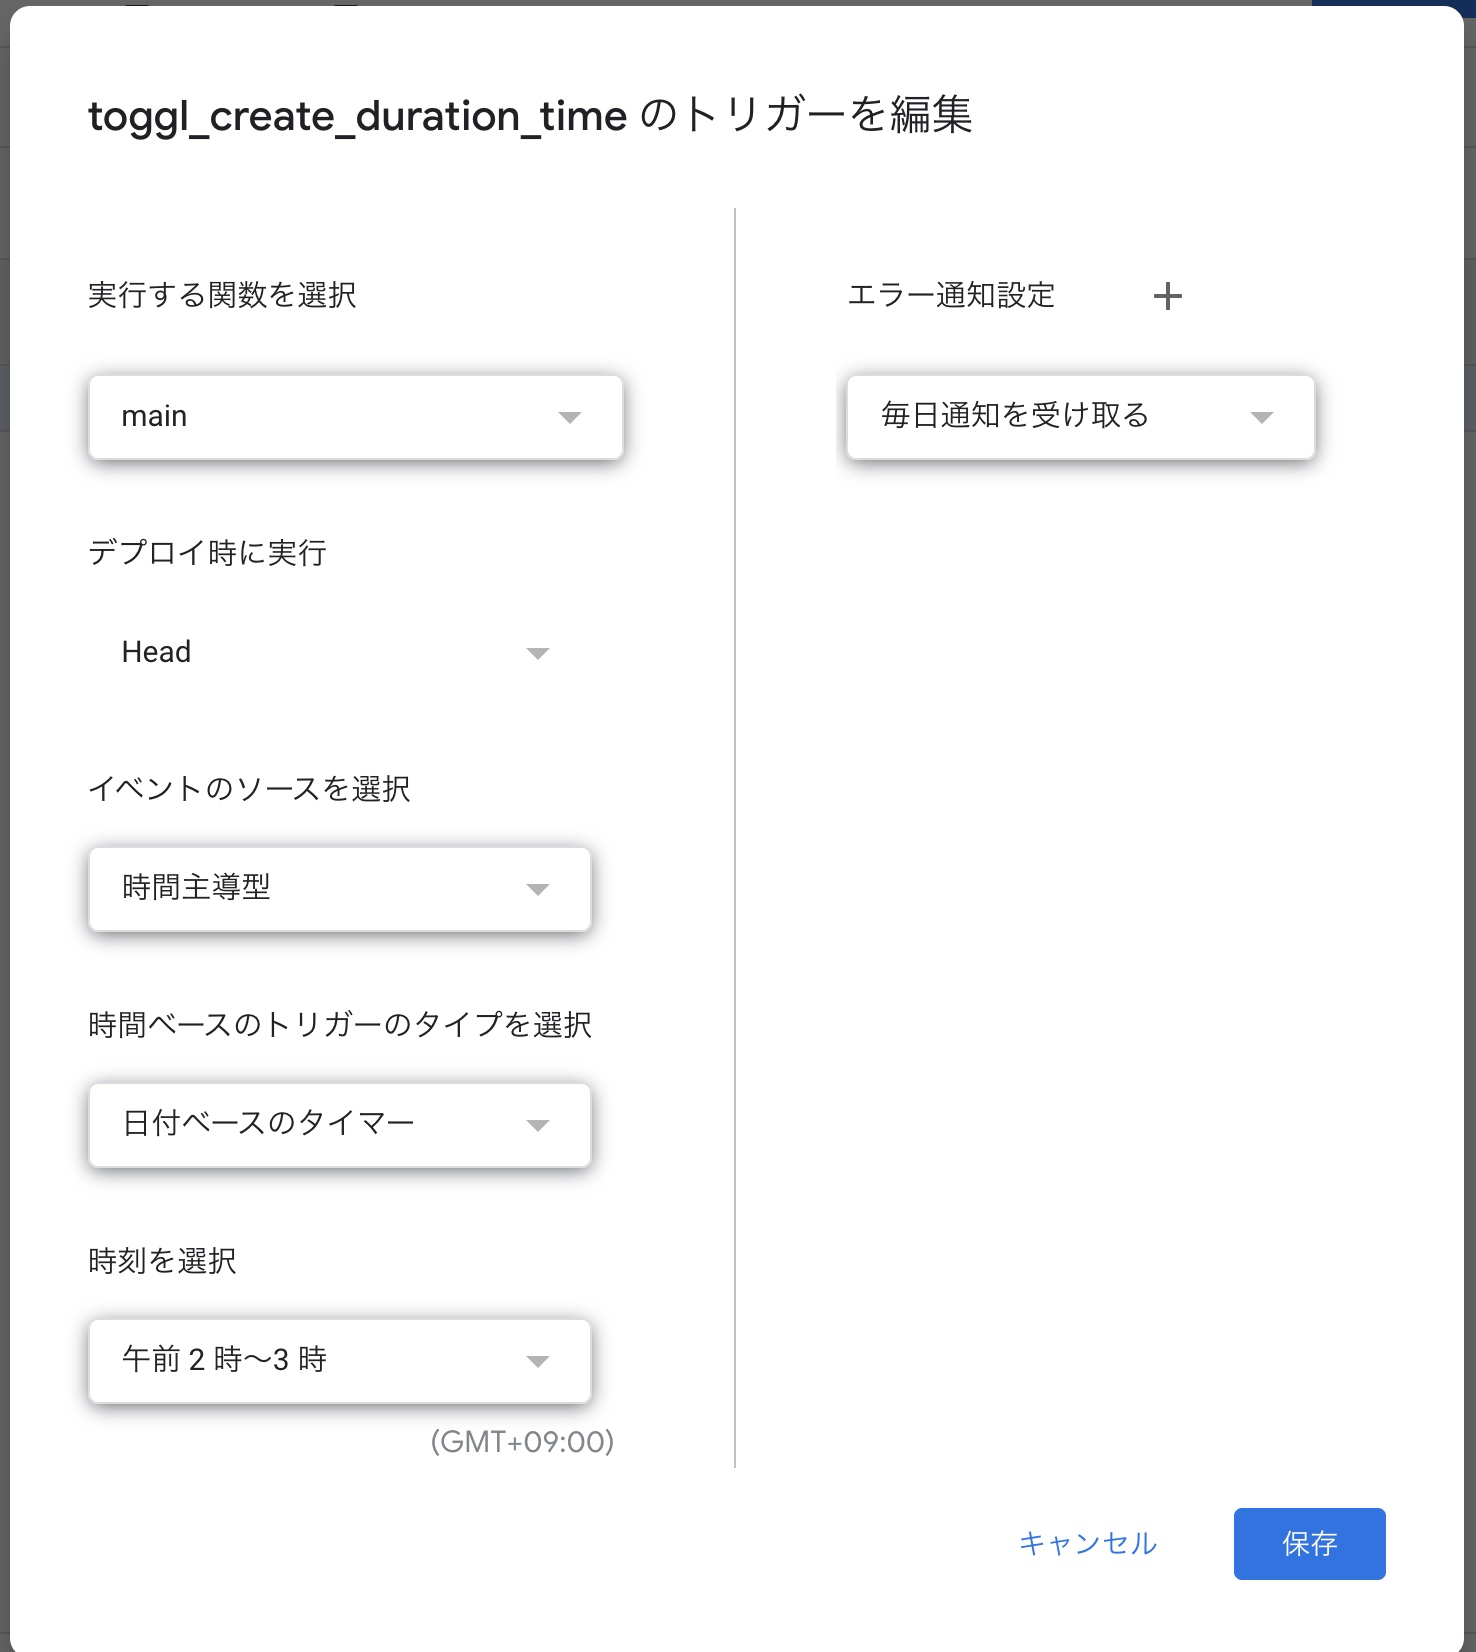 toggl_create_duration_time のトリガーを編集
実行する関数を選択
main
デプロイ時に実行
Head
イベントのソースを選択
時間主導型
時間ベースのトリガーのタイプを選択
日付ベースのタイマー
時刻を選択
午前 2 時～3 時
(GMT+09:00)
エラー通知設定
毎日通知を受け取る
キャンセル
保存